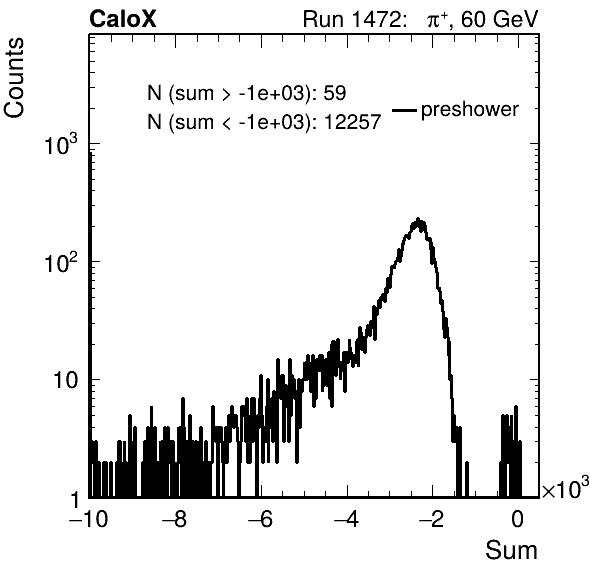 CaloX Run 1472: π⁺, 60 GeV
Counts
N (sum > -1e+03): 59
N (sum < -1e+03): 12257
preshower
10³
10²
10
1
−10 −8 −6 −4 −2 0
×10³
Sum